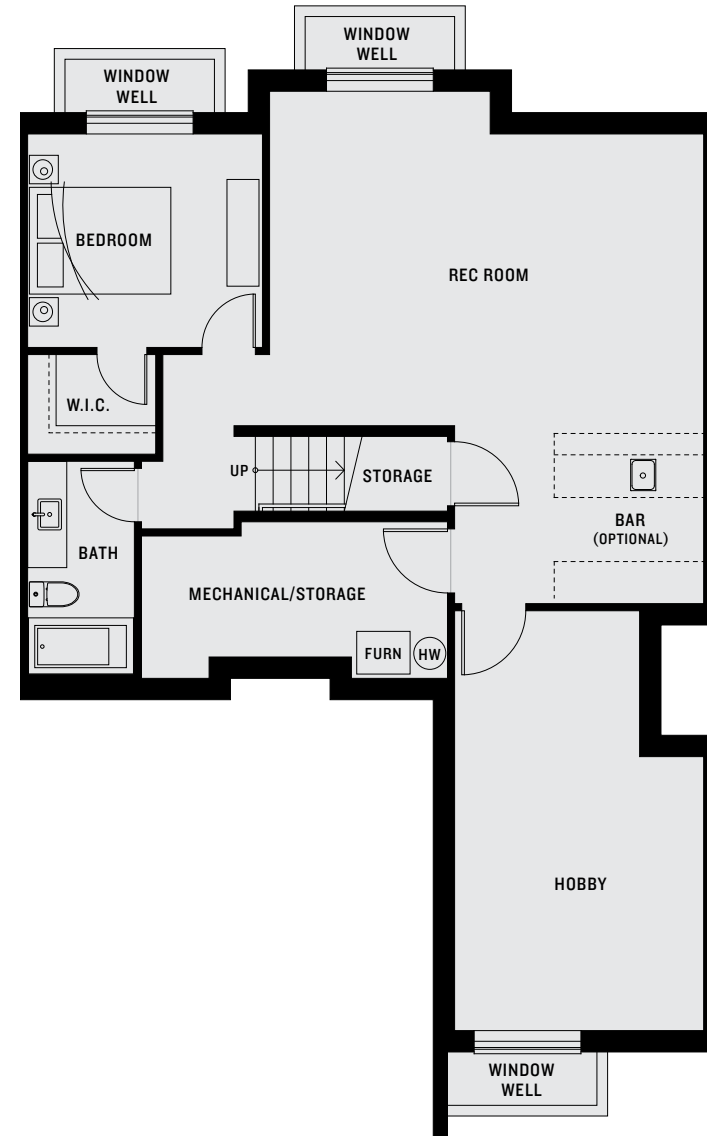 WINDOW
WELL
WINDOW
WELL
BEDROOM
REC ROOM
W.I.C.
UP
STORAGE
BAR
(OPTIONAL)
BATH
MECHANICAL/STORAGE
FURN
HW
HOBBY
WINDOW
WELL